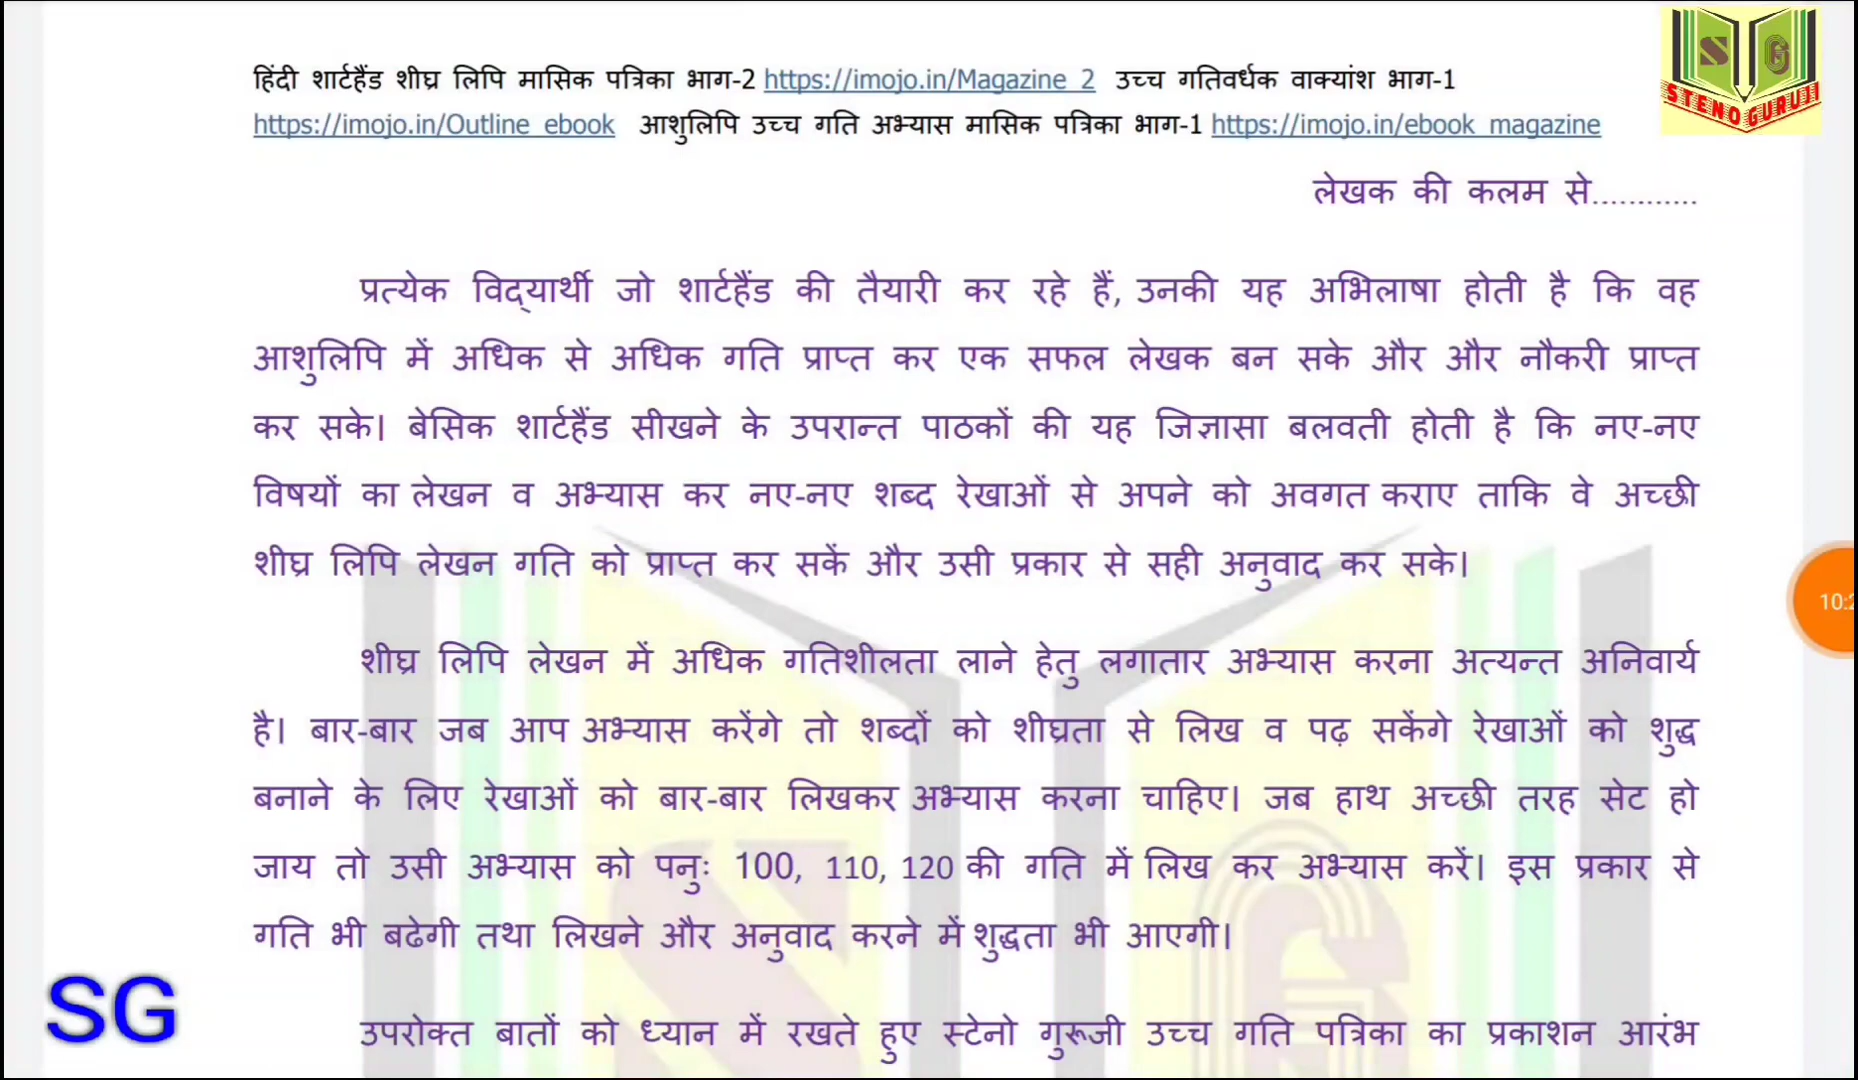 हिंदी शार्टहैंड शीघ्र लिपि मासिक पत्रिका भाग-2 https://imojo.in/Magazine_2 उच्च गतिवर्धक वाक्यांश भाग-1
https://imojo.in/Outline_ebook आशुलिपि उच्च गति अभ्यास मासिक पत्रिका भाग-1 https://imojo.in/ebook_magazine
S G
STENO GURUJI
लेखक की कलम से............
प्रत्येक विद्यार्थी जो शार्टहैंड की तैयारी कर रहे हैं, उनकी यह अभिलाषा होती है कि वह
आशुलिपि में अधिक से अधिक गति प्राप्त कर एक सफल लेखक बन सके और और नौकरी प्राप्त
कर सके। बेसिक शार्टहैंड सीखने के उपरान्त पाठकों की यह जिज्ञासा बलवती होती है कि नए-नए
विषयों का लेखन व अभ्यास कर नए-नए शब्द रेखाओं से अपने को अवगत कराए ताकि वे अच्छी
शीघ्र लिपि लेखन गति को प्राप्त कर सकें और उसी प्रकार से सही अनुवाद कर सके।
शीघ्र लिपि लेखन में अधिक गतिशीलता लाने हेतु लगातार अभ्यास करना अत्यन्त अनिवार्य
है। बार-बार जब आप अभ्यास करेंगे तो शब्दों को शीघ्रता से लिख व पढ़ सकेंगे रेखाओं को शुद्ध
बनाने के लिए रेखाओं को बार-बार लिखकर अभ्यास करना चाहिए। जब हाथ अच्छी तरह सेट हो
जाय तो उसी अभ्यास को पनुः 100, 110, 120 की गति में लिख कर अभ्यास करें। इस प्रकार से
गति भी बढेगी तथा लिखने और अनुवाद करने में शुद्धता भी आएगी।
SG
उपरोक्त बातों को ध्यान में रखते हुए स्टेनो गुरूजी उच्च गति पत्रिका का प्रकाशन आरंभ